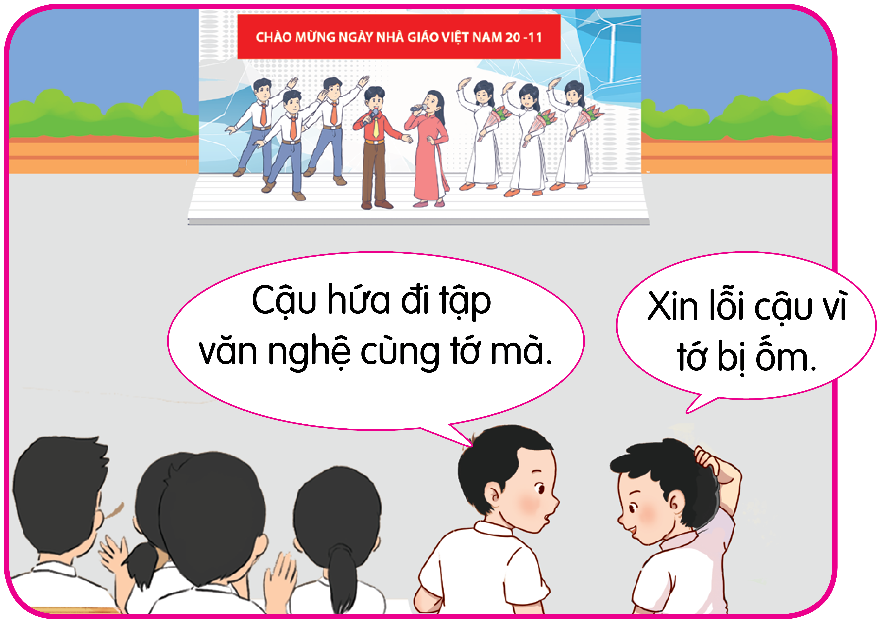 CHÀO MỪNG NGÀY NHÀ GIÁO VIỆT NAM 20 -11
Cậu hứa đi tập
văn nghệ cùng tớ mà.
Xin lỗi cậu vì
tớ bị ốm.